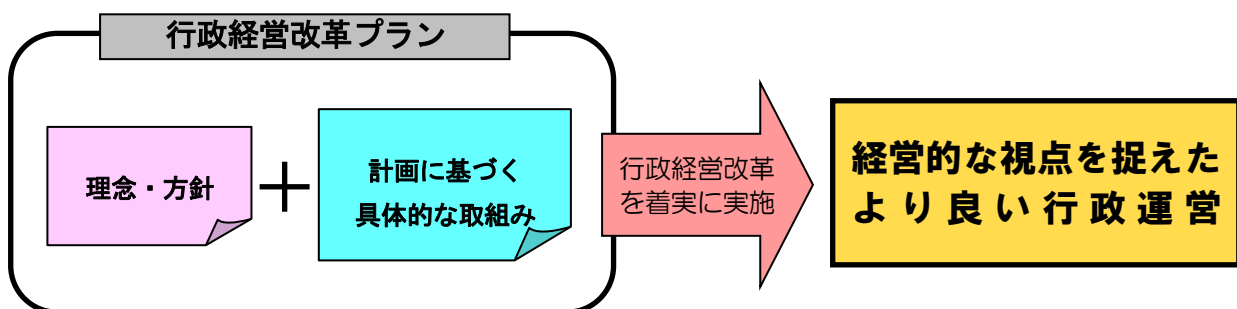 行政経営改革プラン
理念・方針
＋
計画に基づく
具体的な取組み
行政経営改革
を着実に実施
経営的な視点を捉えた
より良い行政運営